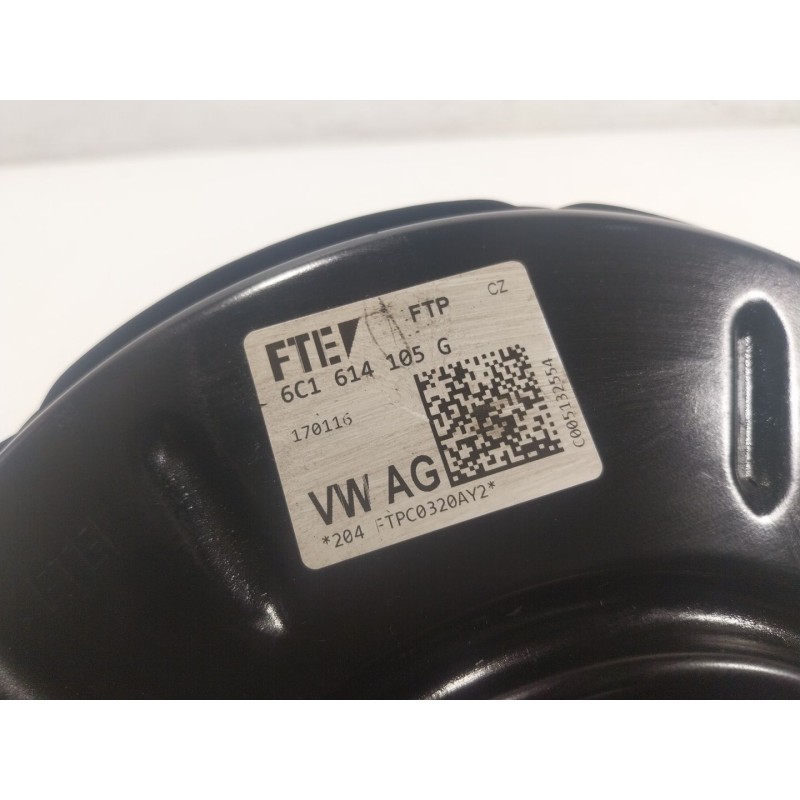 FTE FTP CZ
6C1 614 105 G
170116
VW AG
*204 FTPC0320AY2*
C005132554